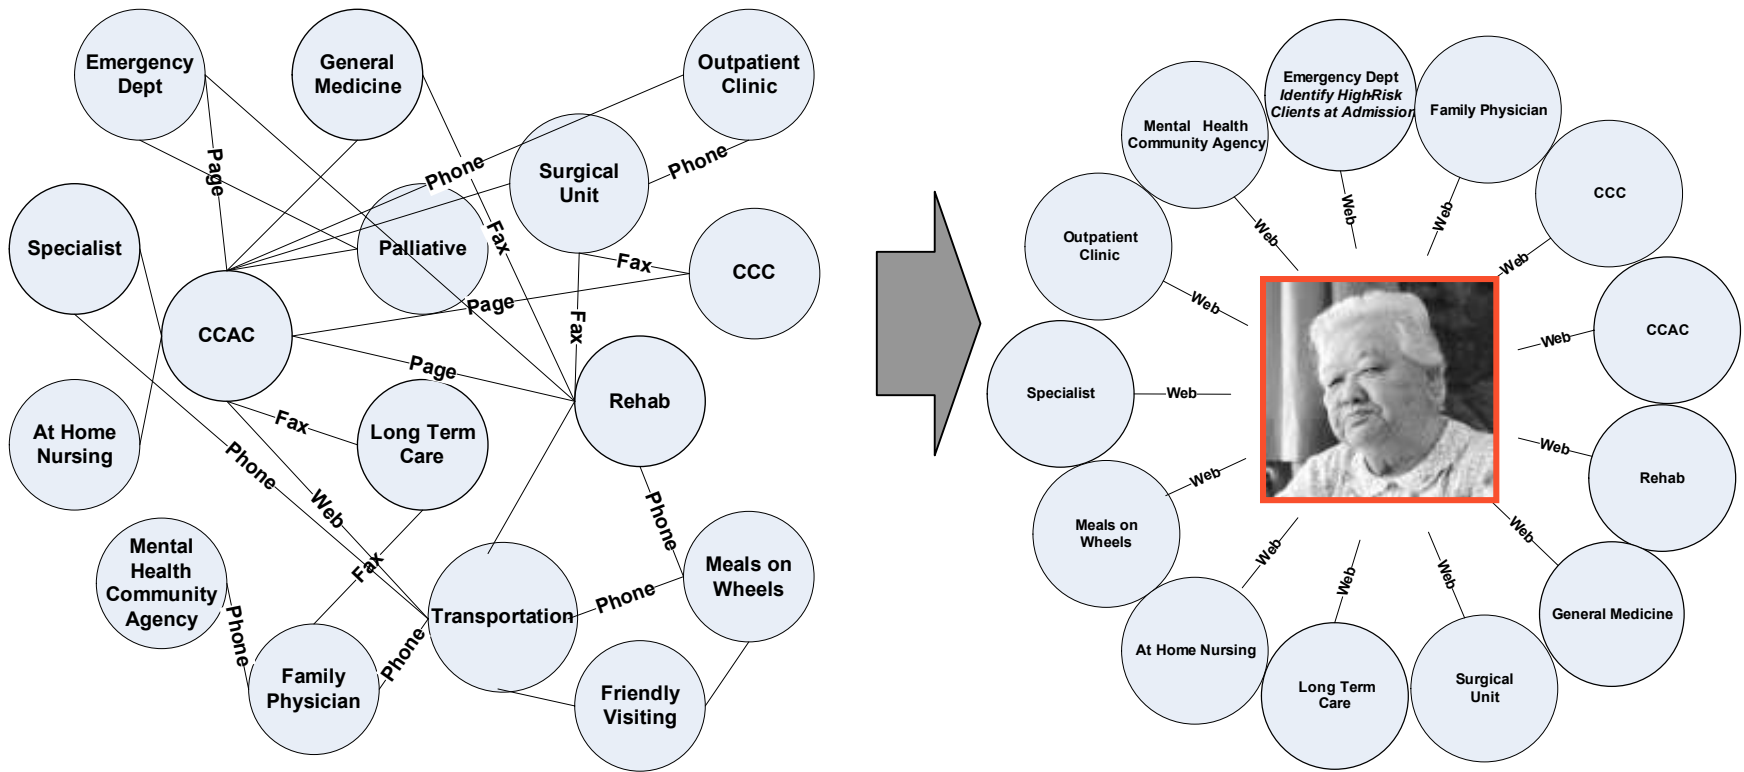 Emergency
Dept
General
Medicine
Outpatient
Clinic
Page
Phone
Surgical
Unit
Phone
Specialist
Palliative
Fax
Fax
CCC
Page
CCAC
Fax
Page
Rehab
At Home
Nursing
Fax
Long Term
Care
Phone
Web
Phone
Mental
Health
Community
Agency
Fax
Meals on
Wheels
Phone
Transportation
Phone
Phone
Family
Physician
Friendly
Visiting
Emergency Dept
Identify High-Risk
Clients at Admission
Family Physician
Mental Health
Community Agency
CCC
Web
Web
Web
Outpatient
Clinic
Web
Web
Web
CCAC
Web
Specialist
Web
Web
Rehab
Web
Meals on
Wheels
Web
Web
General Medicine
Web
Web
At Home Nursing
Long Term
Care
Surgical
Unit